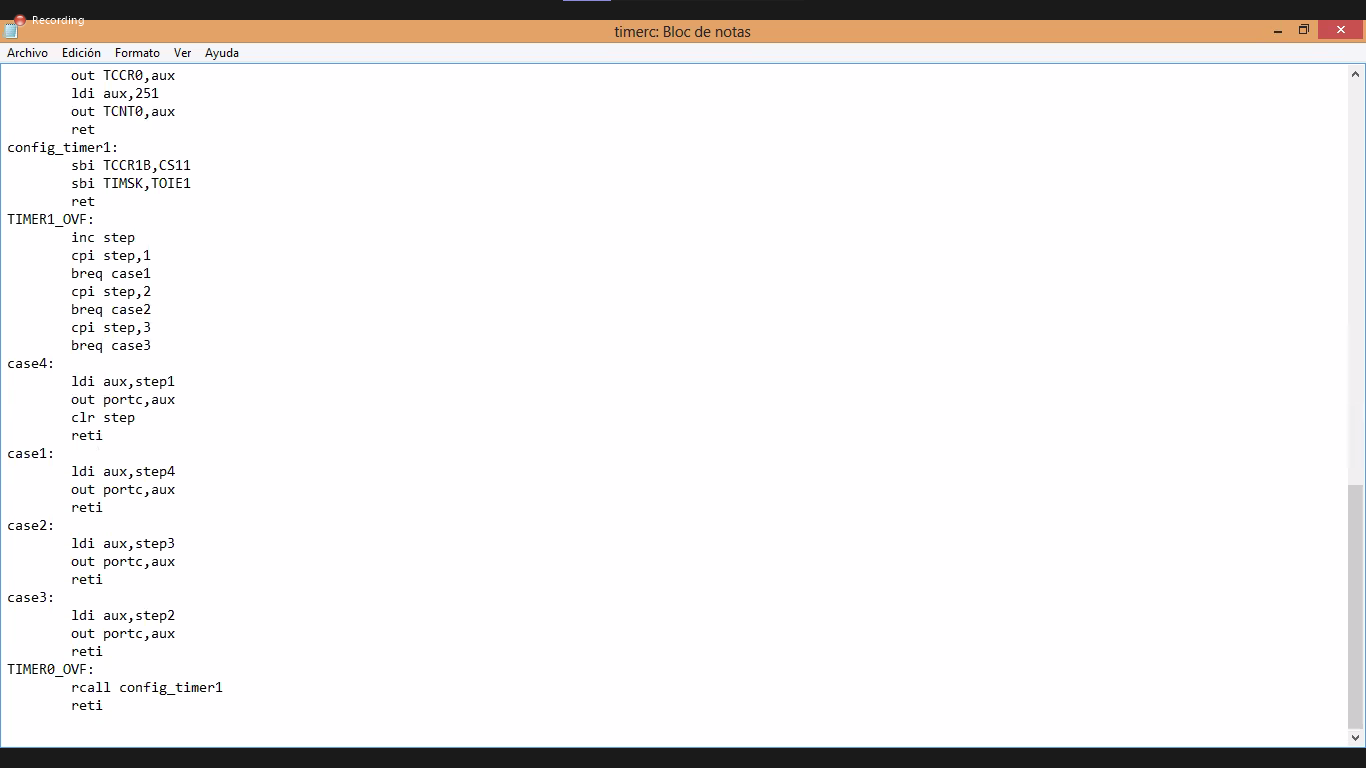 Recording
timerc: Bloc de notas
Archivo Edición Formato Ver Ayuda
out TCCR0,aux
ldi aux,251
out TCNT0,aux
ret
config_timer1:
sbi TCCR1B,CS11
sbi TIMSK,TOIE1
ret
TIMER1_OVF:
inc step
cpi step,1
breq case1
cpi step,2
breq case2
cpi step,3
breq case3
case4:
ldi aux,step1
out portc,aux
clr step
reti
case1:
ldi aux,step4
out portc,aux
reti
case2:
ldi aux,step3
out portc,aux
reti
case3:
ldi aux,step2
out portc,aux
reti
TIMER0_OVF:
rcall config_timer1
reti